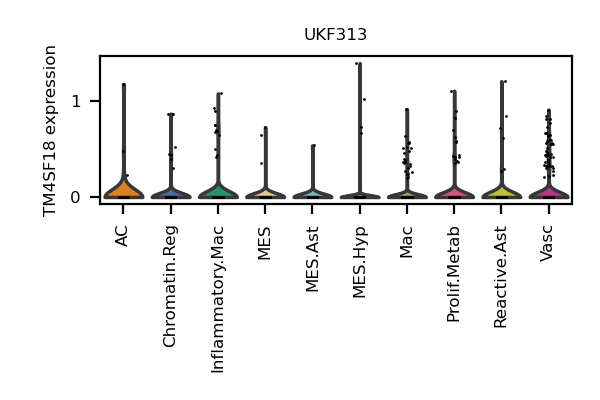 UKF313
TM4SF18 expression
1
0
AC
Chromatin.Reg
Inflammatory.Mac
MES
MES.Ast
MES.Hyp
Mac
Prolif.Metab
Reactive.Ast
Vasc